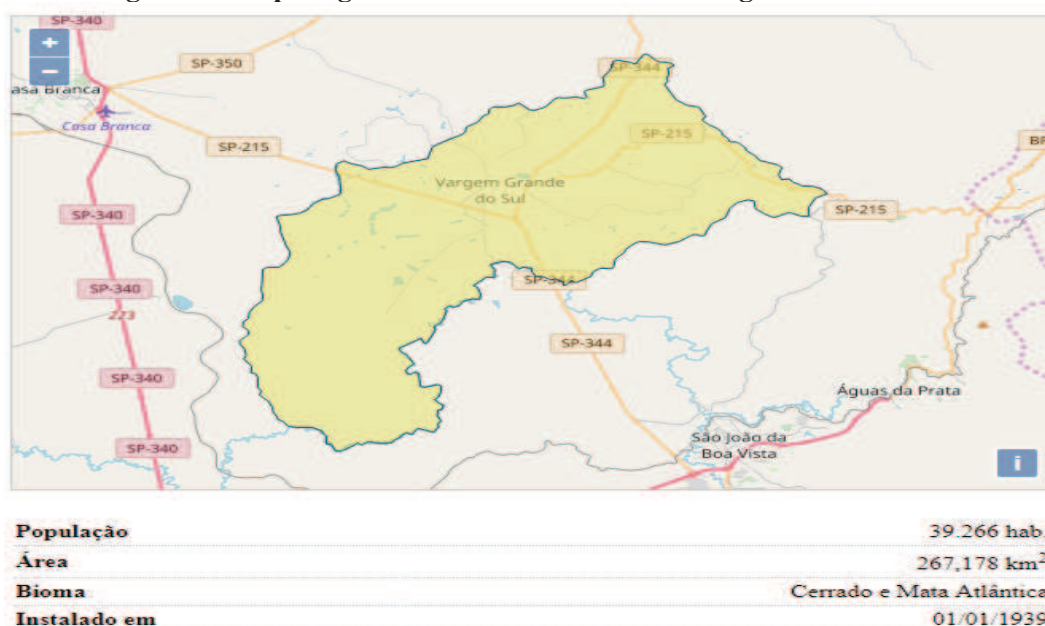 SP-340
+
−
SP-350
SP-344
asa Branca
Casa Branca
SP-215
SP-215
BR
Vargem Grande
do Sul
SP-340
SP-215
SP-344
SP-340
223
SP-344
SP-340
Águas da Prata
SP-340
São João da
Boa Vista
i
População 39.266 hab.
Área 267,178 km²
Bioma Cerrado e Mata Atlântica
Instalado em 01/01/1939